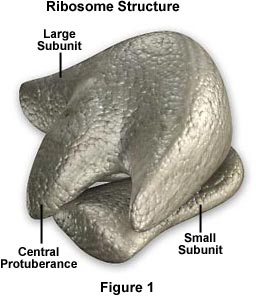 Ribosome Structure
Large
Subunit
Central
Protuberance
Small
Subunit
Figure 1